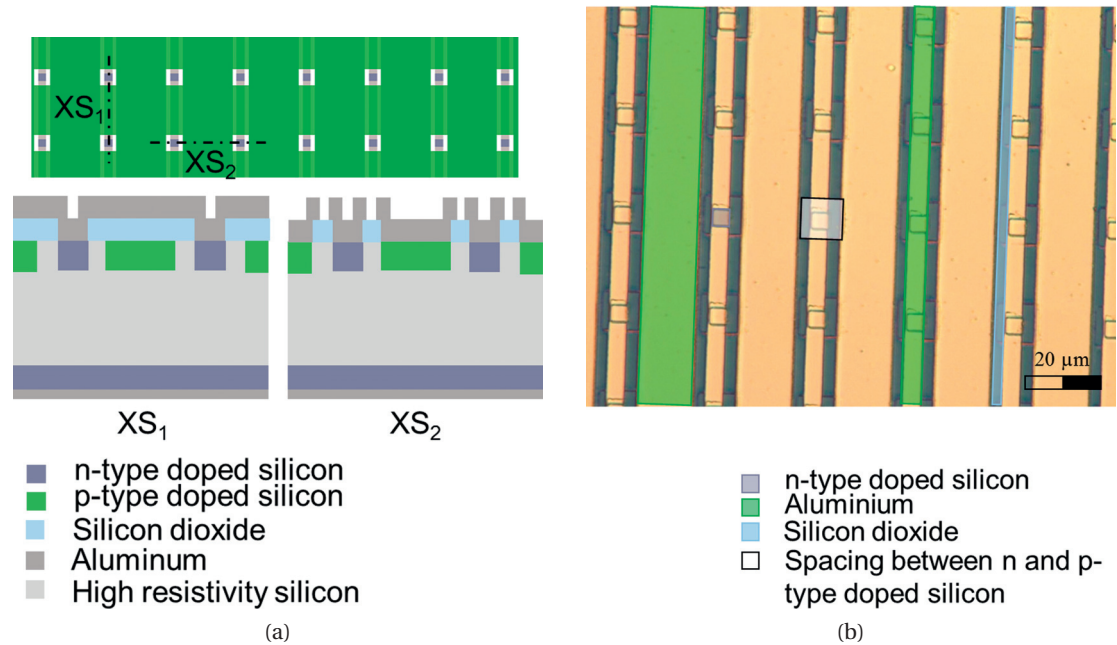 XS1
XS2
XS1
XS2
n-type doped silicon
p-type doped silicon
Silicon dioxide
Aluminum
High resistivity silicon
(a)
20 µm
n-type doped silicon
Aluminium
Silicon dioxide
Spacing between n and p-
type doped silicon
(b)